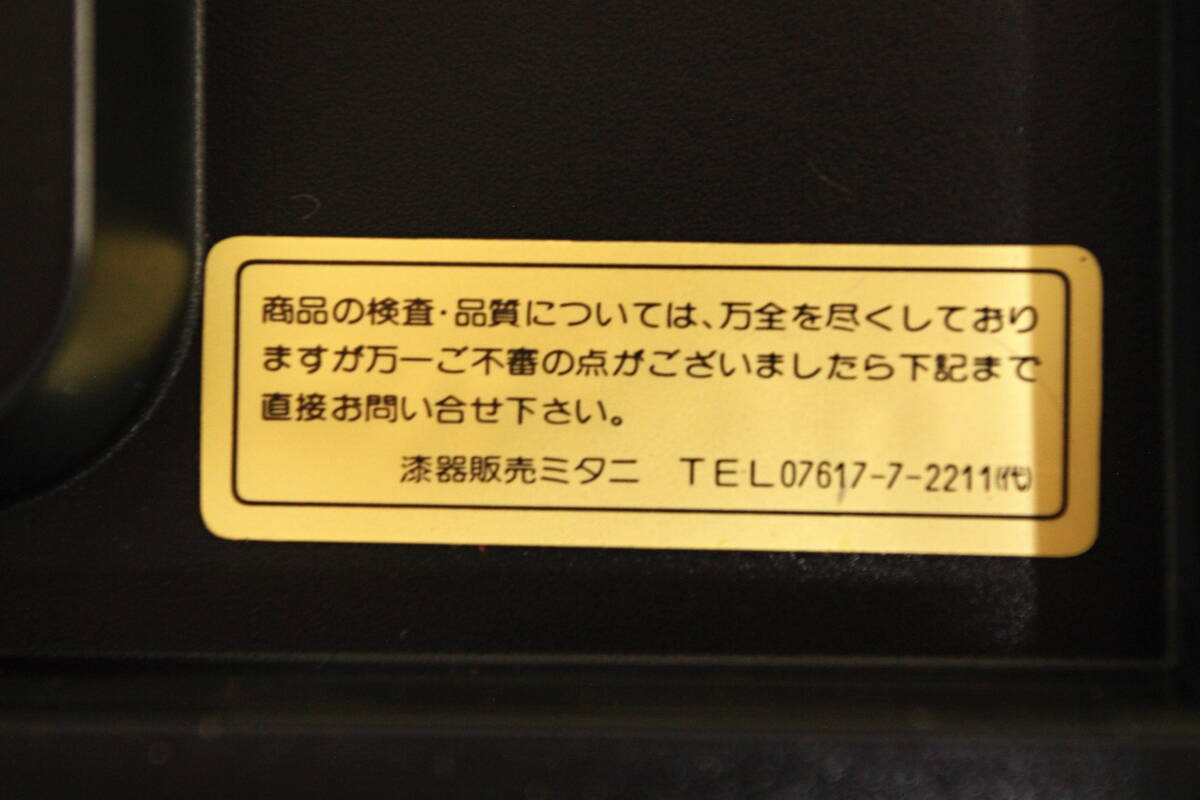 商品の検査・品質については、万全を尽くしており
ますが万一ご不審の点がございましたら下記まで
直接お問い合せ下さい。
漆器販売ミタニ TEL07617-7-2211(代)